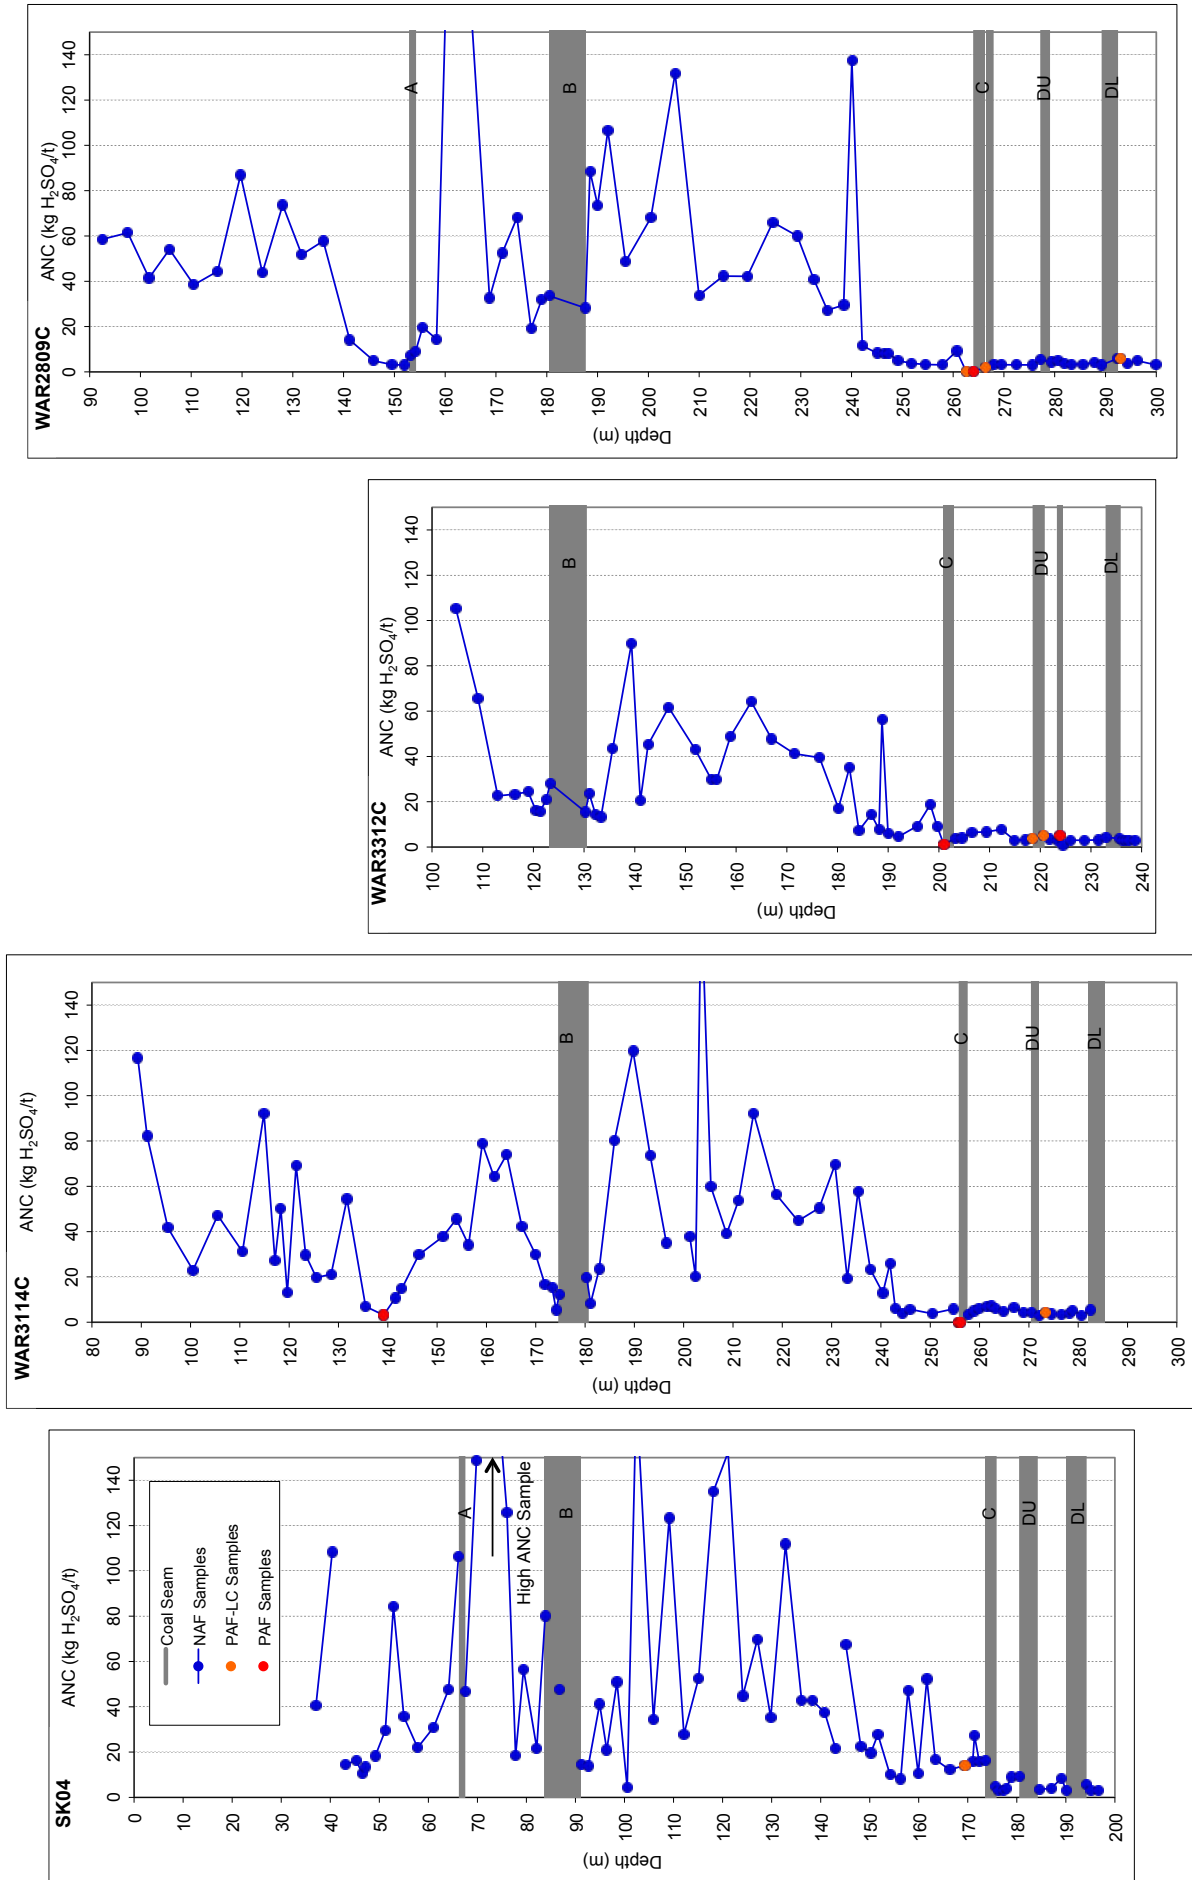 SK04
ANC (kg H₂SO₄/t)
0 20 40 60 80 100 120 140
Depth (m)
0
10
20
30
40
50
60
70
80
90
100
110
120
130
140
150
160
170
180
190
200
Coal Seam
NAF Samples
PAF-LC Samples
PAF Samples
A
High ANC Sample
B
C
DU
DL
WAR3114C
ANC (kg H₂SO₄/t)
0 20 40 60 80 100 120 140
Depth (m)
80
90
100
110
120
130
140
150
160
170
180
190
200
210
220
230
240
250
260
270
280
290
300
B
C
DU
DL
WAR3312C
ANC (kg H₂SO₄/t)
0 20 40 60 80 100 120 140
Depth (m)
100
110
120
130
140
150
160
170
180
190
200
210
220
230
240
B
C
DU
DL
WAR2809C
ANC (kg H₂SO₄/t)
0 20 40 60 80 100 120 140
Depth (m)
90
100
110
120
130
140
150
160
170
180
190
200
210
220
230
240
250
260
270
280
290
300
A
B
C
DU
DL